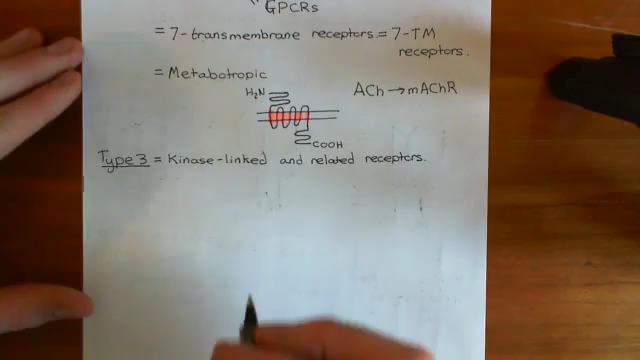 GPCRs
= 7-transmembrane receptors = 7-TM
receptors.
= Metabotropic
H₂N
ACh → mAChR
COOH
Type 3 = Kinase-linked and related receptors.